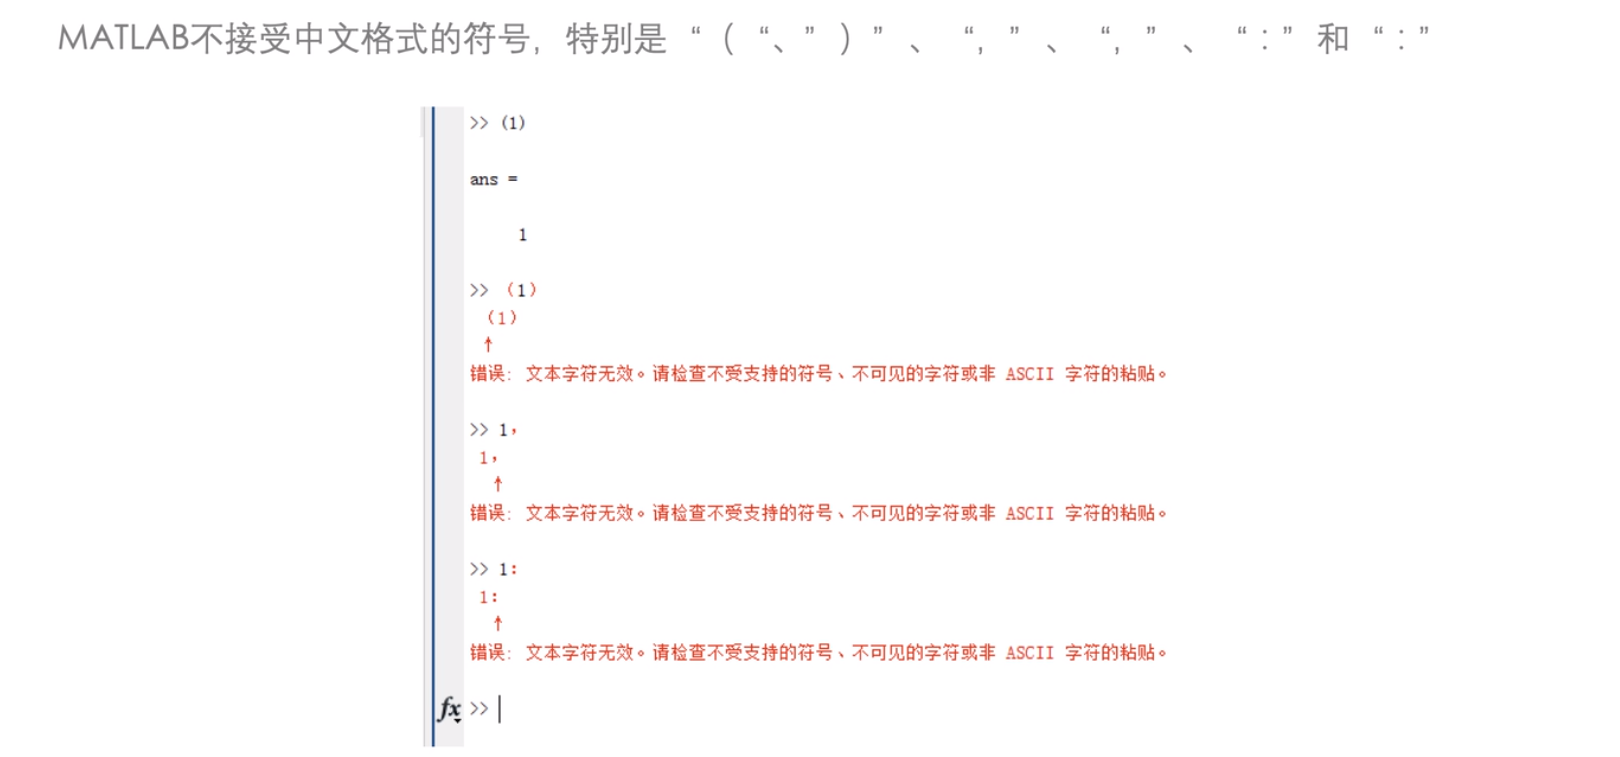 MATLAB不接受中文格式的符号，特别是“（“、”）”、“，”、“，”、“：”和“：”
>> (1)
ans =
1
>> （1）
（1）
↑
错误: 文本字符无效。请检查不受支持的符号、不可见的字符或非 ASCII 字符的粘贴。
>> 1，
1，
↑
错误: 文本字符无效。请检查不受支持的符号、不可见的字符或非 ASCII 字符的粘贴。
>> 1：
1：
↑
错误: 文本字符无效。请检查不受支持的符号、不可见的字符或非 ASCII 字符的粘贴。
fx >>